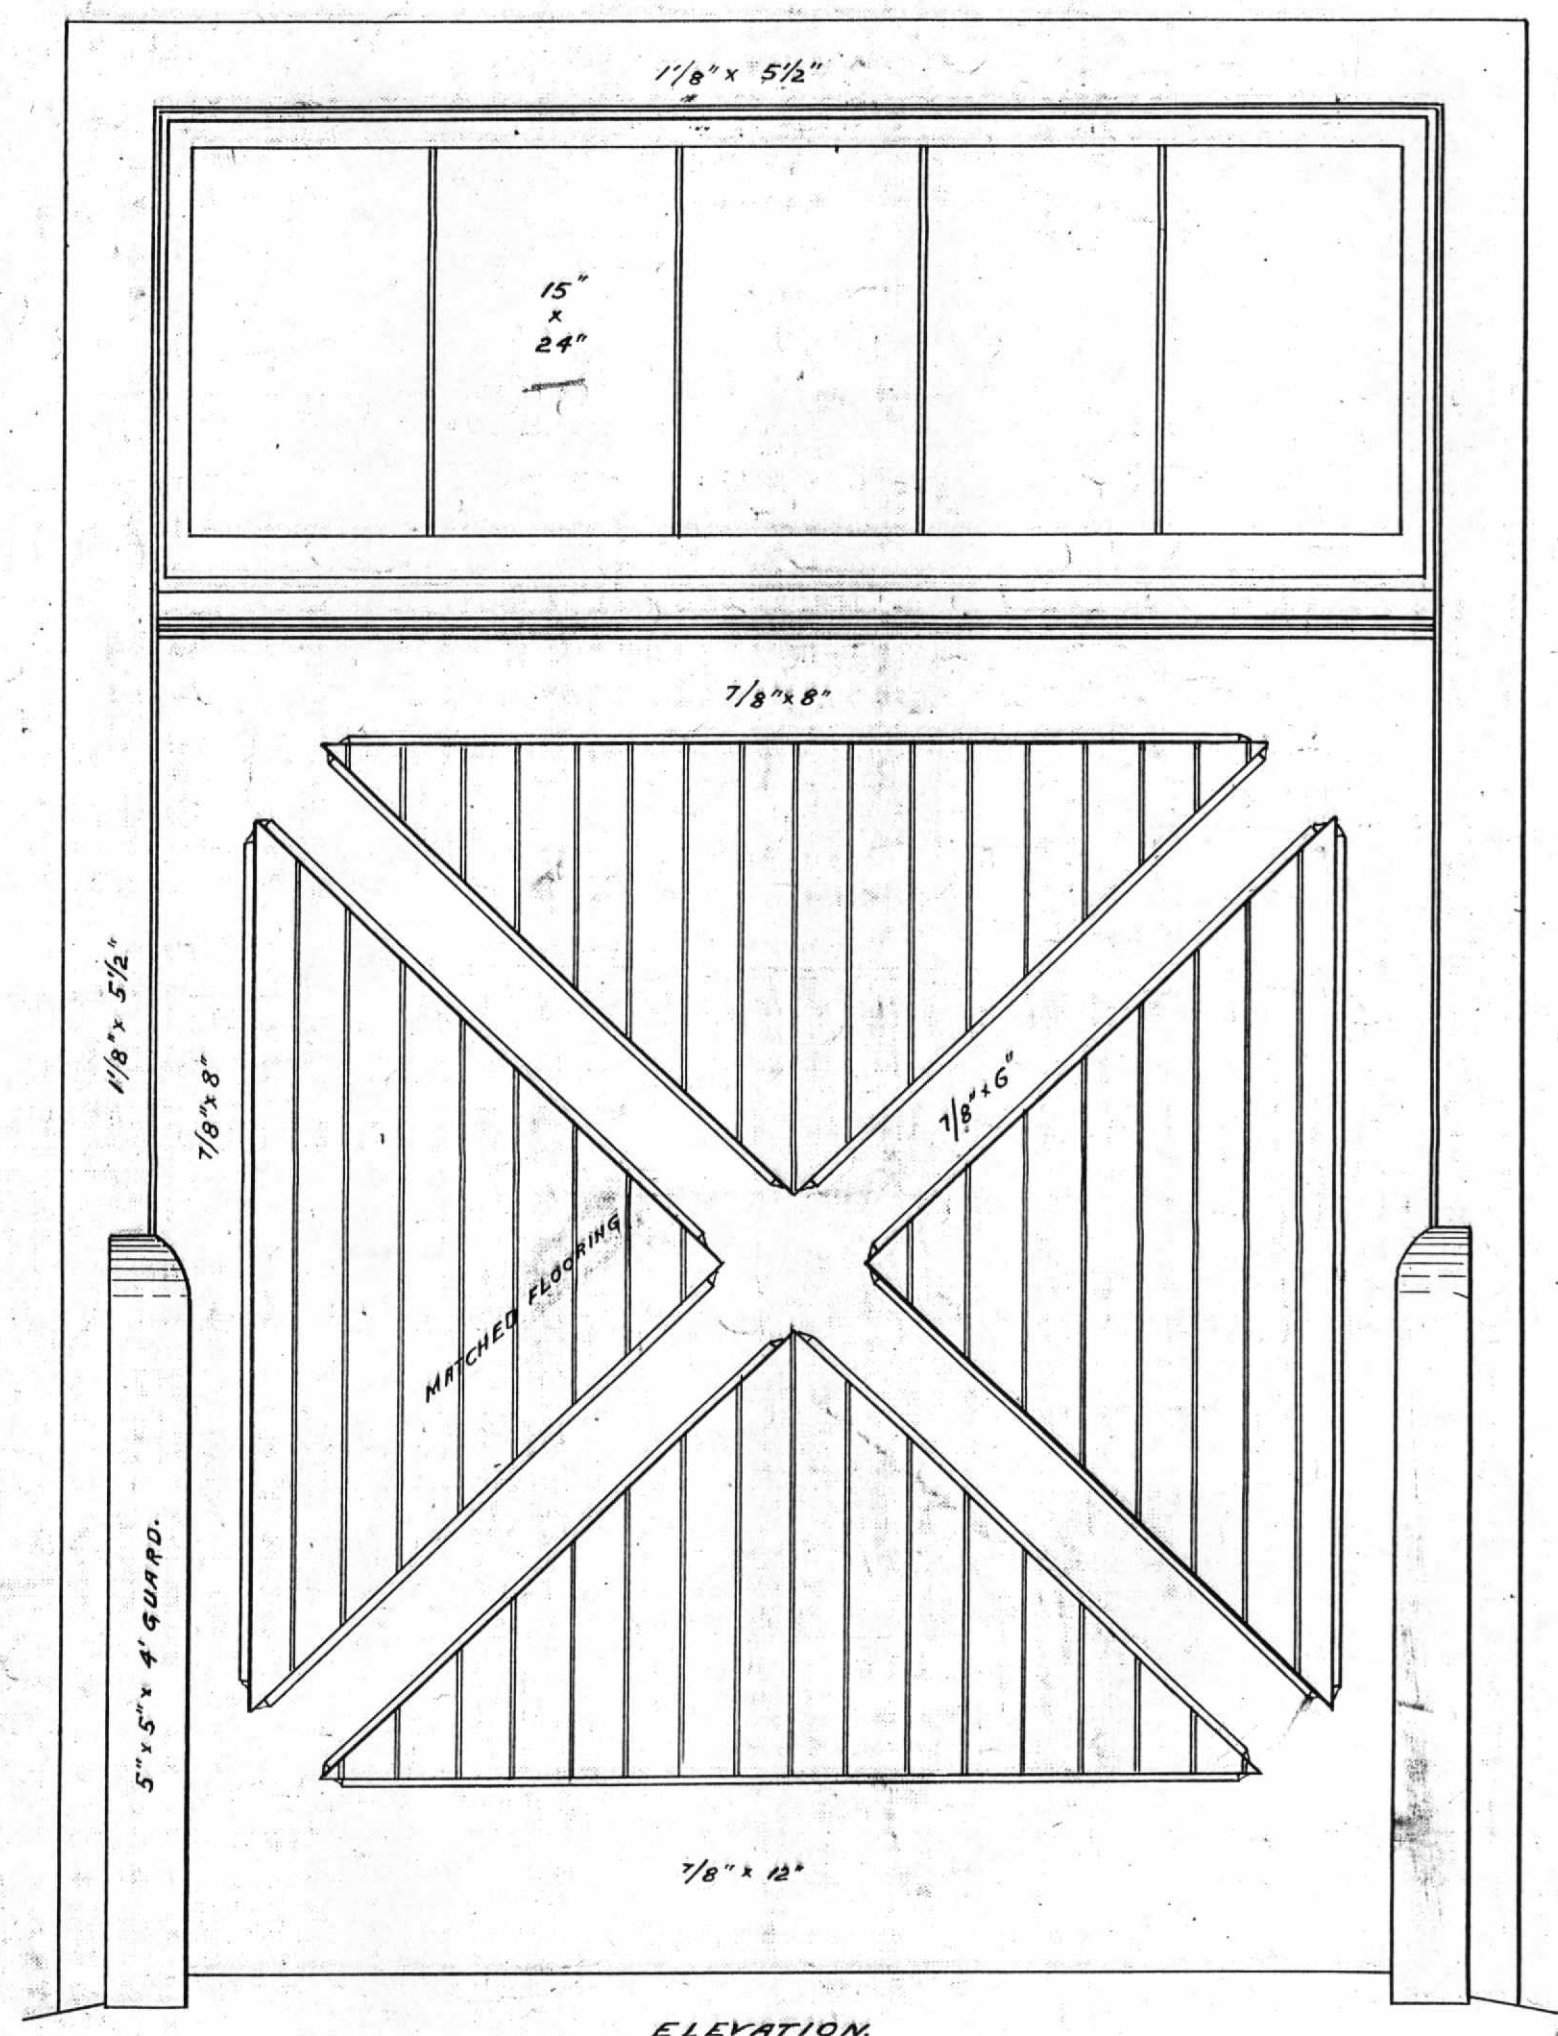 1 1/8" x 5 1/2"
15"
x
24"
7/8" x 8"
1 1/8" x 5 1/2"
7/8" x 8"
7/8" x 6"
MATCHED FLOORING
5" x 5" x 4' GUARD.
7/8" x 12"
ELEVATION.